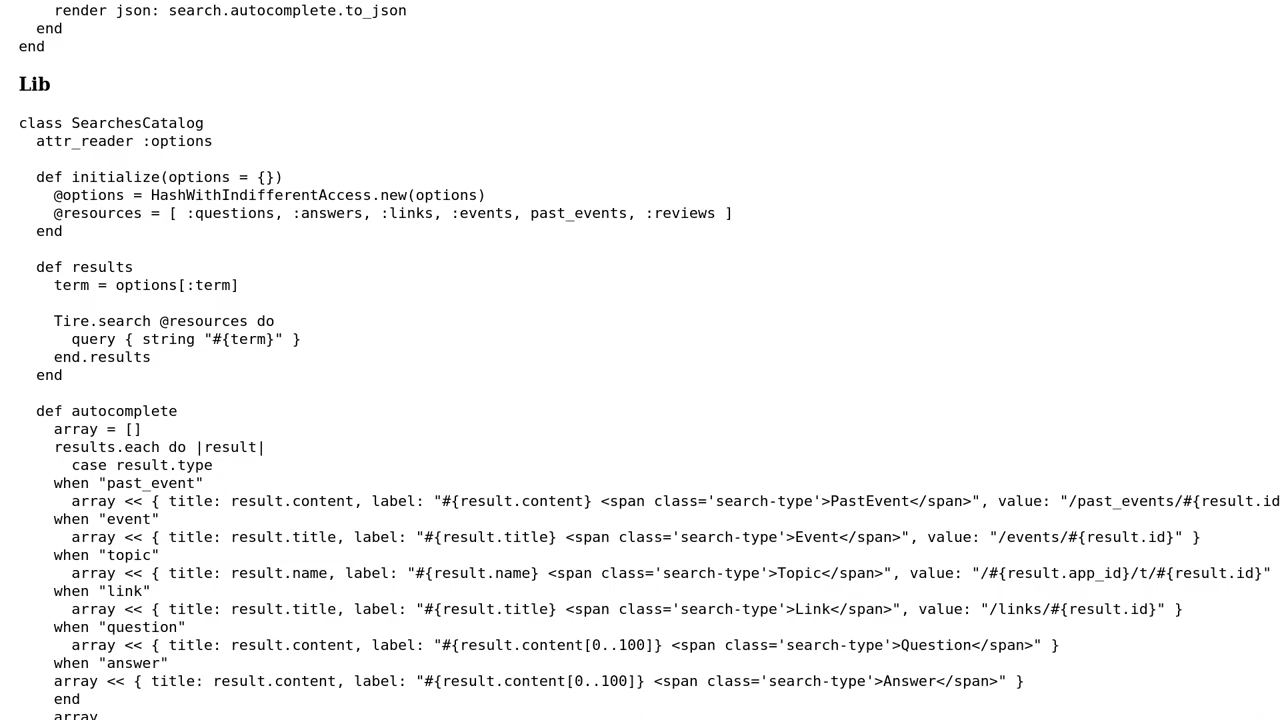 render json: search.autocomplete.to_json
  end
end
Lib
class SearchesCatalog
  attr_reader :options

  def initialize(options = {})
    @options = HashWithIndifferentAccess.new(options)
    @resources = [ :questions, :answers, :links, :events, past_events, :reviews ]
  end

  def results
    term = options[:term]

    Tire.search @resources do
      query { string "#{term}" }
    end.results
  end

  def autocomplete
    array = []
    results.each do |result|
      case result.type
    when "past_event"
      array << { title: result.content, label: "#{result.content} <span class='search-type'>PastEvent</span>", value: "/past_events/#{result.id
    when "event"
      array << { title: result.title, label: "#{result.title} <span class='search-type'>Event</span>", value: "/events/#{result.id}" }
    when "topic"
      array << { title: result.name, label: "#{result.name} <span class='search-type'>Topic</span>", value: "/#{result.app_id}/t/#{result.id}"
    when "link"
      array << { title: result.title, label: "#{result.title} <span class='search-type'>Link</span>", value: "/links/#{result.id}" }
    when "question"
      array << { title: result.content, label: "#{result.content[0..100]} <span class='search-type'>Question</span>" }
    when "answer"
    array << { title: result.content, label: "#{result.content[0..100]} <span class='search-type'>Answer</span>" }
    end
    array